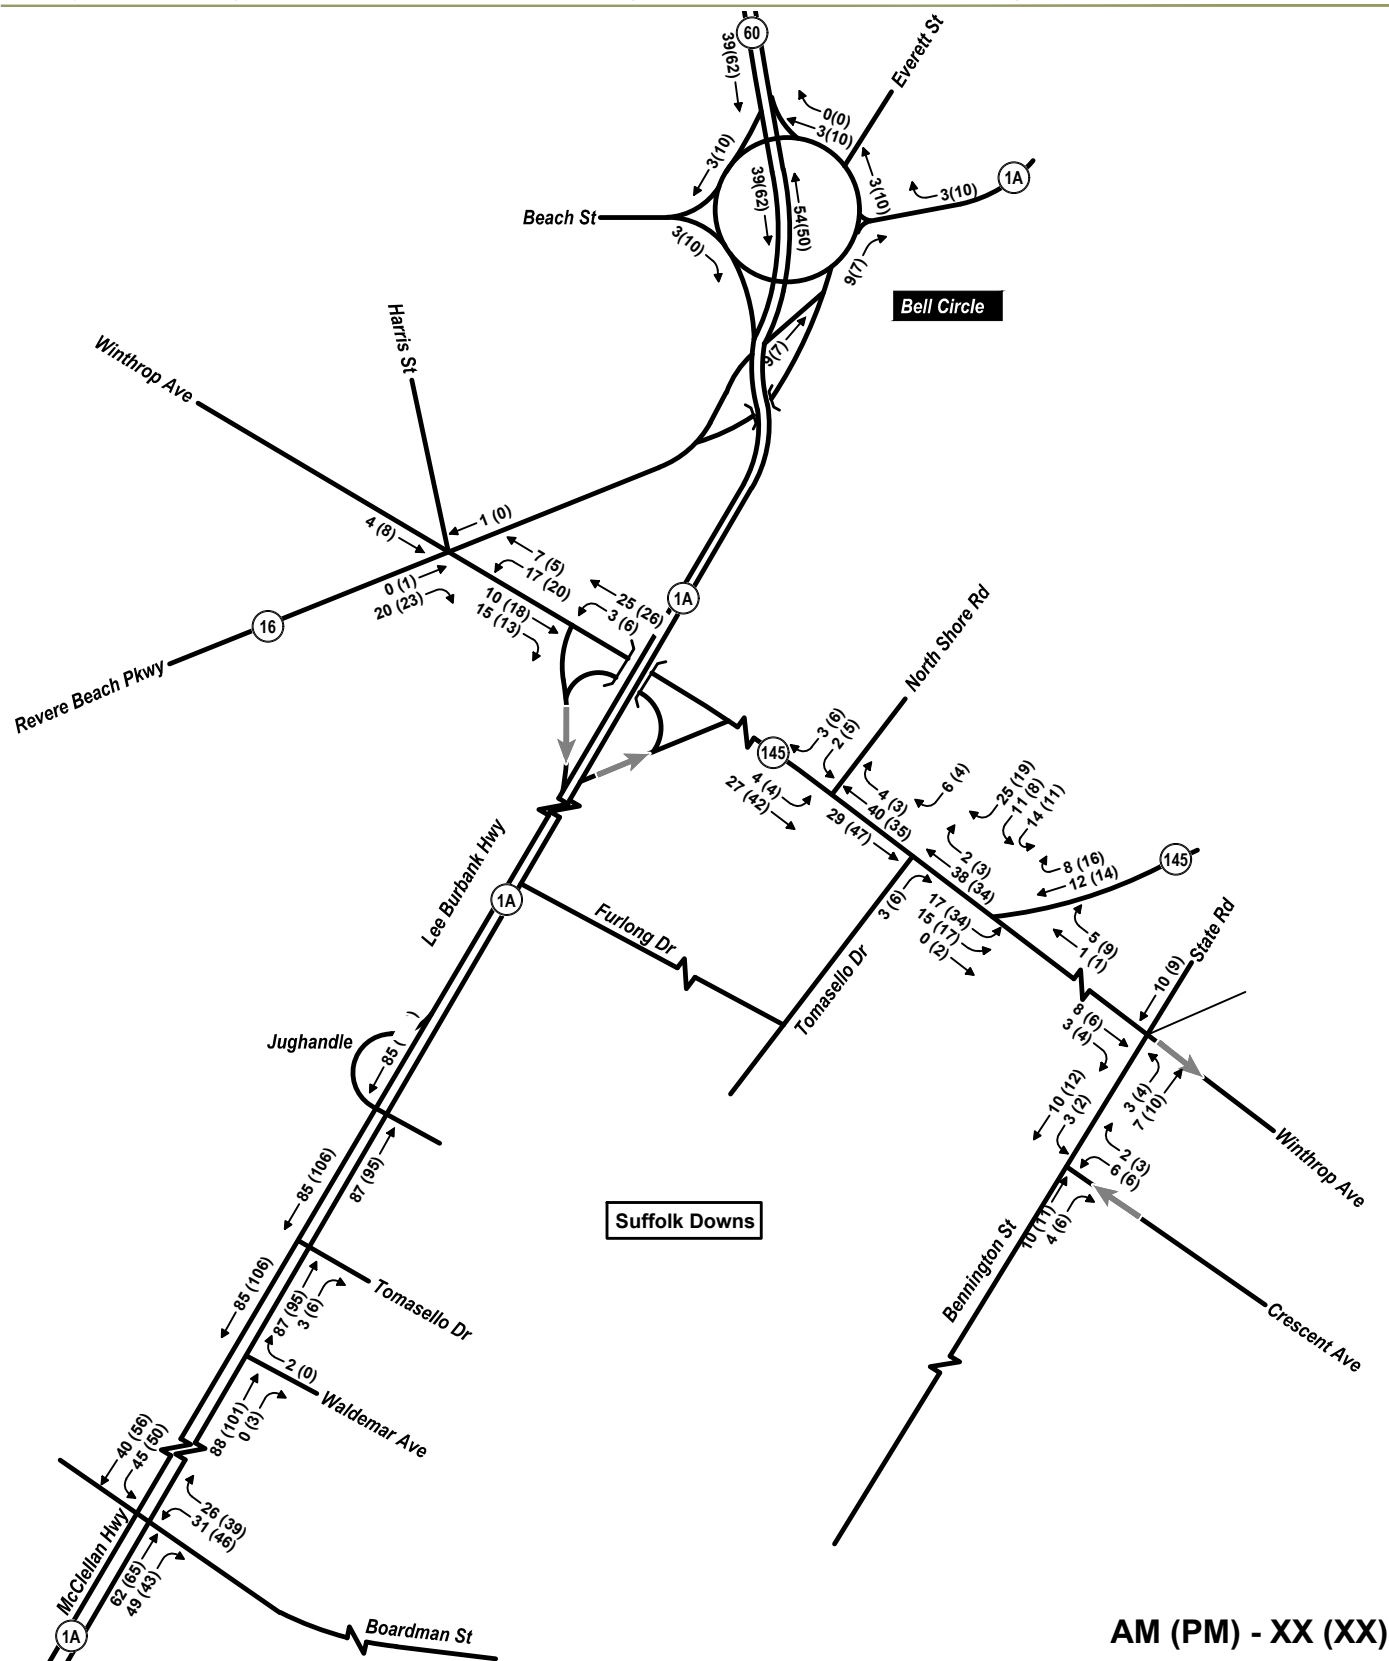 60
39(62)
Everett St
0(0)
3(10)
3(10)
3(10)
3(10)
1A
39(62)
54(50)
Beach St
3(10)
9(7)
Bell Circle
9(7)
Harris St
Winthrop Ave
4 (8)
1 (0)
7 (5)
17 (20)
0 (1)
20 (23)
10 (18)
15 (13)
25 (26)
3 (6)
1A
16
Revere Beach Pkwy
North Shore Rd
3 (6)
2 (5)
145
4 (4)
27 (42)
4 (3)
40 (35)
6 (4)
25 (19)
11 (8)
14 (11)
29 (47)
2 (3)
38 (34)
8 (16)
12 (14)
145
Lee Burbank Hwy
1A
Furlong Dr
3 (6)
17 (34)
15 (17)
0 (2)
5 (9)
1 (1)
State Rd
10 (9)
Tomasello Dr
8 (6)
3 (4)
Jughandle
85 (
)
10 (12)
3 (2)
3 (4)
7 (10)
Winthrop Ave
85 (106)
87 (95)
2 (3)
6 (6)
Suffolk Downs
10 (11)
4 (6)
Bennington St
Crescent Ave
85 (106)
87 (95)
3 (6)
Tomasello Dr
2 (0)
Waldemar Ave
88 (101)
0 (3)
40 (56)
45 (50)
26 (39)
31 (46)
McClellan Hwy
62 (65)
49 (43)
1A
Boardman St
AM (PM) - XX (XX)